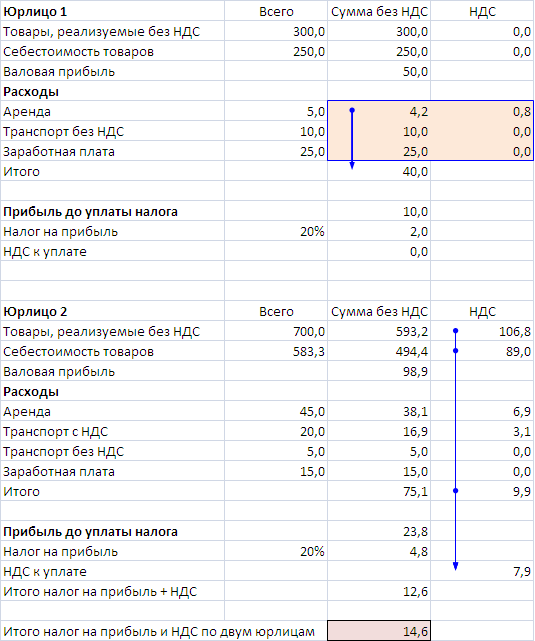 Юрлицо 1 Всего Сумма без НДС НДС
Товары, реализуемые без НДС 300,0 300,0 0,0
Себестоимость товаров 250,0 250,0 0,0
Валовая прибыль 50,0
Расходы
Аренда 5,0 4,2 0,8
Транспорт без НДС 10,0 10,0 0,0
Заработная плата 25,0 25,0 0,0
Итого 40,0
Прибыль до уплаты налога 10,0
Налог на прибыль 20% 2,0
НДС к уплате 0,0
Юрлицо 2 Всего Сумма без НДС НДС
Товары, реализуемые без НДС 700,0 593,2 106,8
Себестоимость товаров 583,3 494,4 89,0
Валовая прибыль 98,9
Расходы
Аренда 45,0 38,1 6,9
Транспорт с НДС 20,0 16,9 3,1
Транспорт без НДС 5,0 5,0 0,0
Заработная плата 15,0 15,0 0,0
Итого 75,1 9,9
Прибыль до уплаты налога 23,8
Налог на прибыль 20% 4,8
НДС к уплате 7,9
Итого налог на прибыль + НДС 12,6
Итого налог на прибыль и НДС по двум юрлицам 14,6